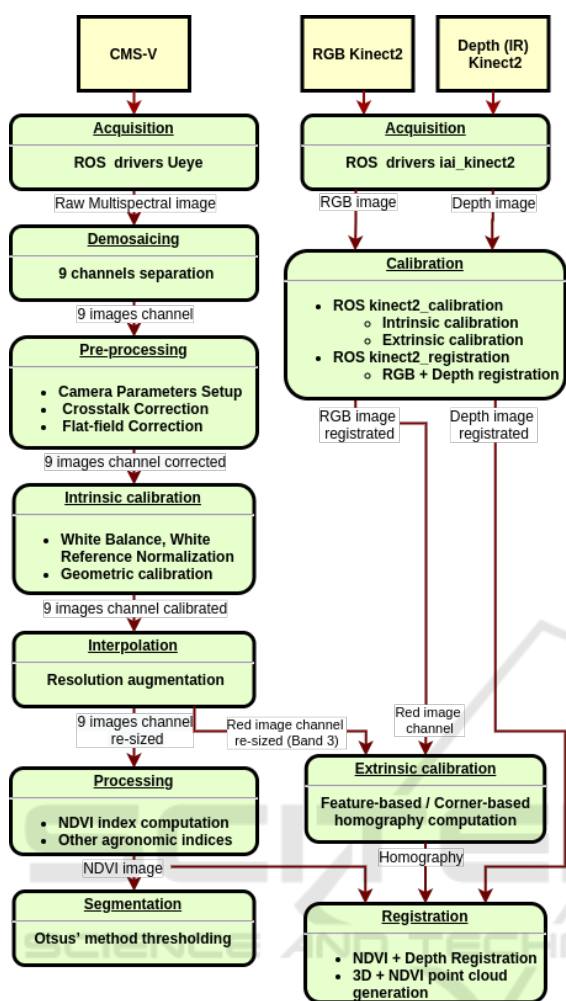 CMS-V
RGB Kinect2
Depth (IR)
Kinect2
Acquisition
ROS drivers Ueye
Acquisition
ROS drivers iai_kinect2
Raw Multispectral image
RGB image
Depth image
Demosaicing
9 channels separation
Calibration
• ROS kinect2_calibration
○ Intrinsic calibration
○ Extrinsic calibration
• ROS kinect2_registration
○ RGB + Depth registration
9 images channel
Pre-processing
• Camera Parameters Setup
• Crosstalk Correction
• Flat-field Correction
RGB image
registrated
Depth image
registrated
9 images channel corrected
Intrinsic calibration
• White Balance, White
Reference Normalization
• Geometric calibration
9 images channel calibrated
Interpolation
Resolution augmentation
9 images channel
re-sized
Red image channel
re-sized (Band 3)
Red image
channel
Processing
• NDVI index computation
• Other agronomic indices
Extrinsic calibration
Feature-based / Corner-based
homography computation
NDVI image
Homography
Segmentation
Otsus' method thresholding
Registration
• NDVI + Depth Registration
• 3D + NDVI point cloud
generation